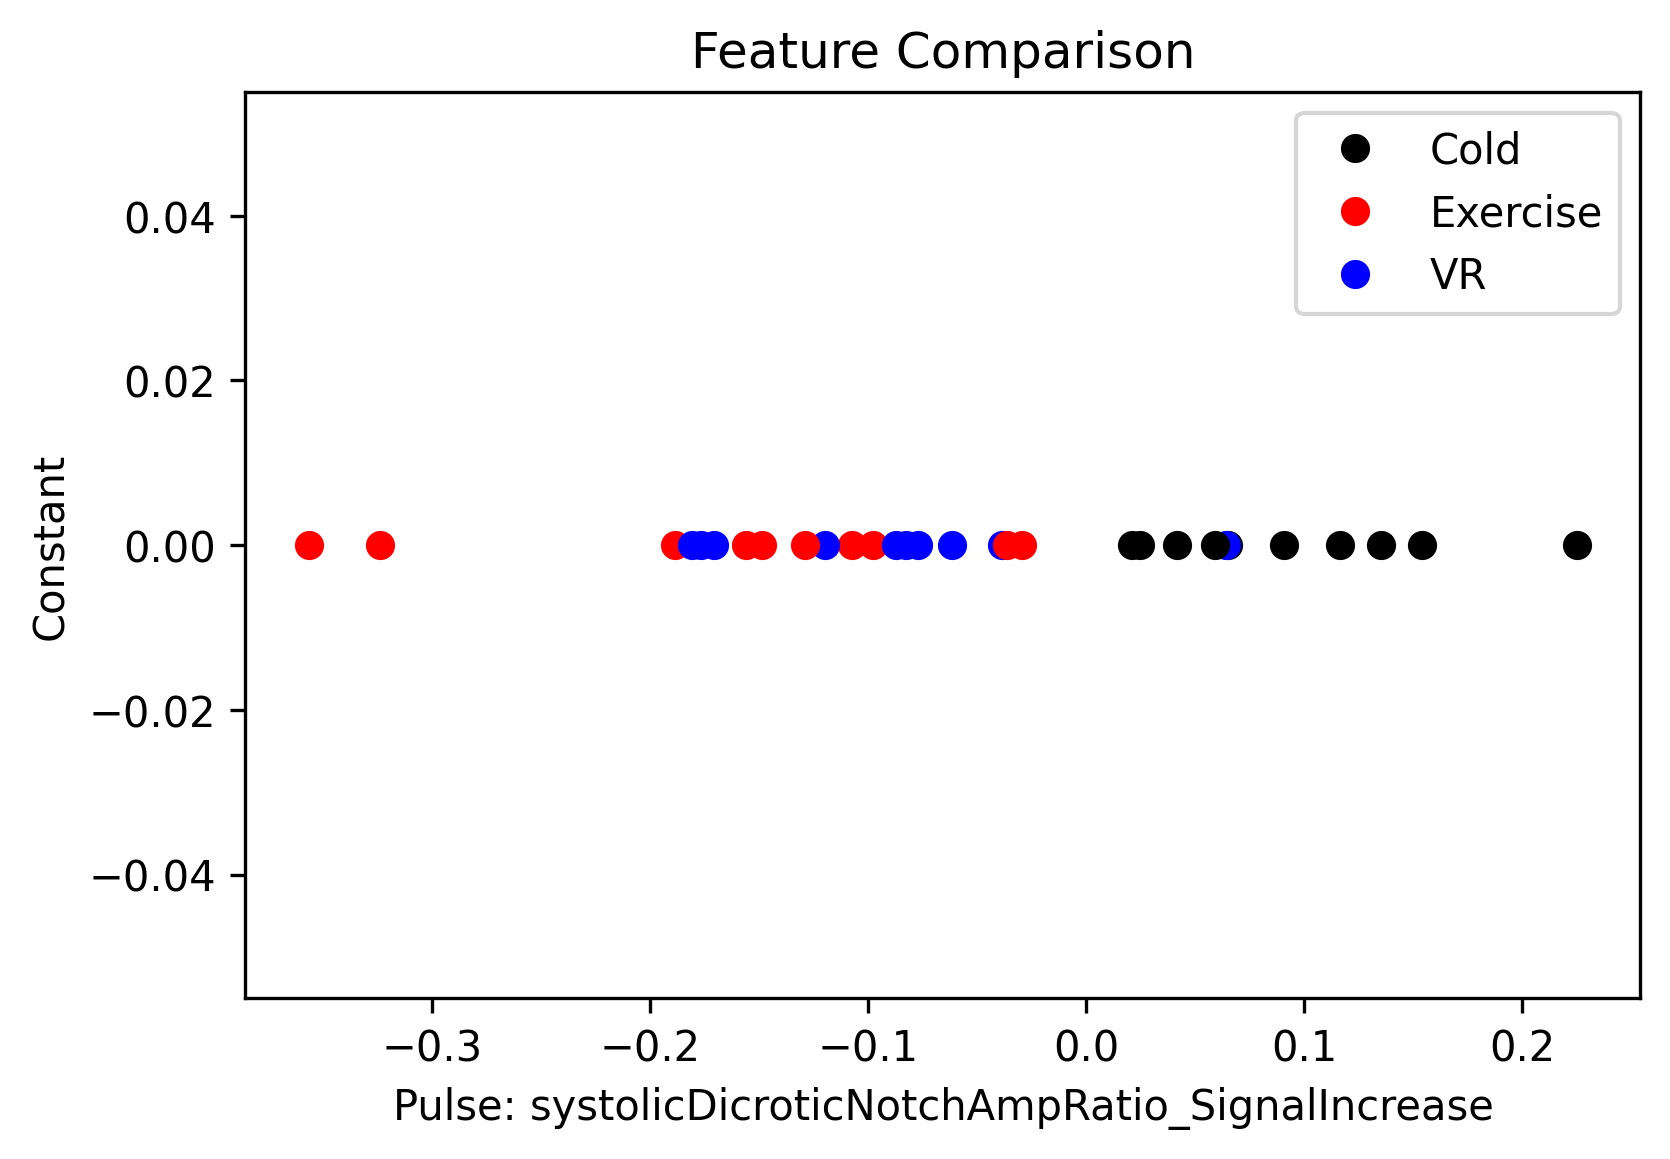 Feature Comparison
Cold
Exercise
VR
0.04
0.02
0.00
−0.02
−0.04
Constant
−0.3 −0.2 −0.1 0.0 0.1 0.2
Pulse: systolicDicroticNotchAmpRatio_SignalIncrease